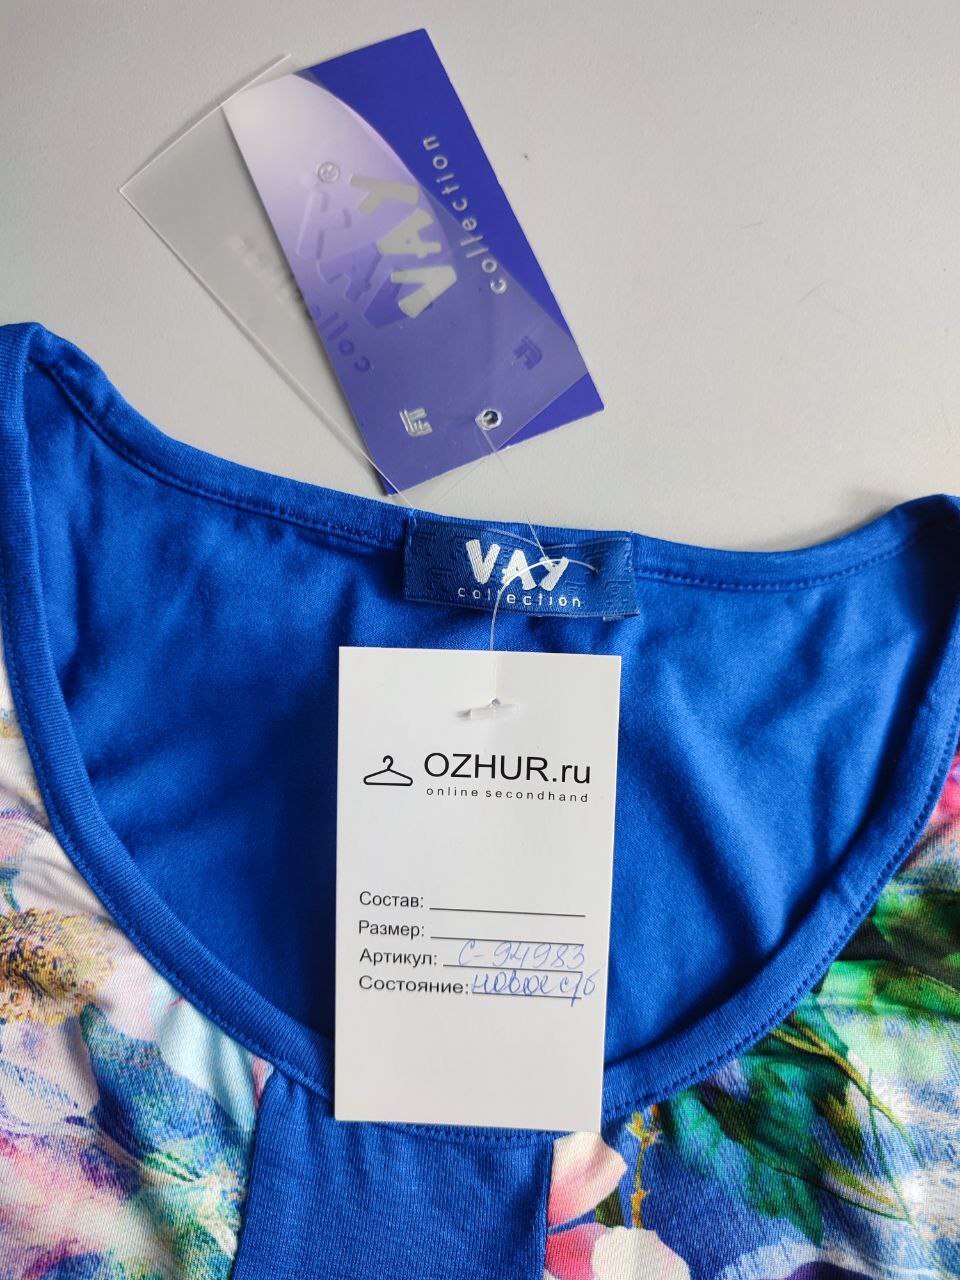 VAY®
collection
VAY
collection
OZHUR.ru
online secondhand
Состав:
Размер:
Артикул: С-94983
Состояние: новое с/б